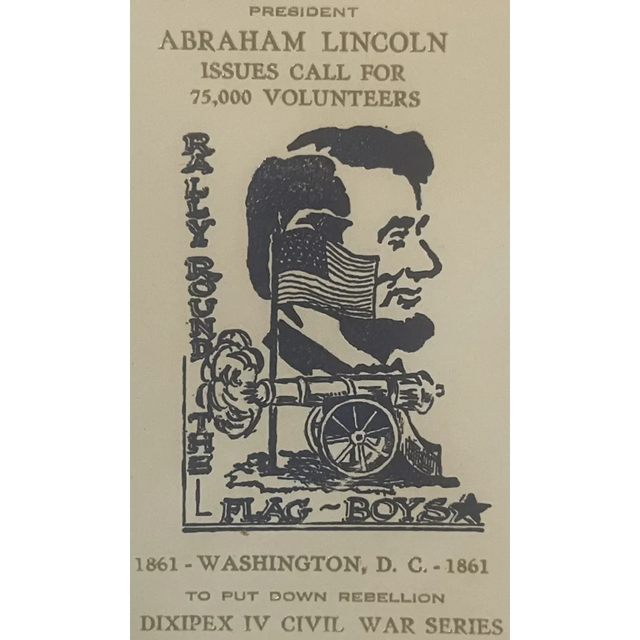 PRESIDENT
ABRAHAM LINCOLN
ISSUES CALL FOR
75,000 VOLUNTEERS
RALLY ROUND THE
FLAG ~ BOYS
1861 - WASHINGTON, D. C. - 1861
TO PUT DOWN REBELLION
DIXIPEX IV CIVIL WAR SERIES